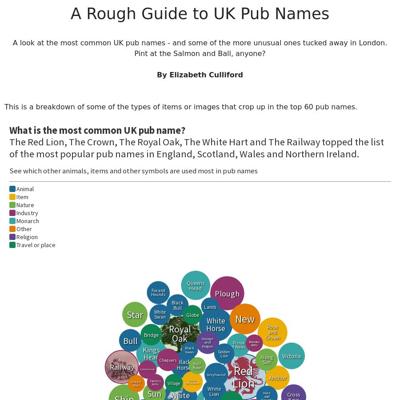 A Rough Guide to UK Pub Names
A look at the most common UK pub names - and some of the more unusual ones tucked away in London.
Pint at the Salmon and Ball, anyone?
By Elizabeth Culliford
This is a breakdown of some of the types of items or images that crop up in the top 60 pub names.
What is the most common UK pub name?
The Red Lion, The Crown, The Royal Oak, The White Hart and The Railway topped the list
of the most popular pub names in England, Scotland, Wales and Northern Ireland.
See which other animals, items and other symbols are used most in pub names
Animal
Item
Nature
Industry
Monarch
Other
Religion
Travel or place
Queens
Head
Fox and
Hounds
Plough
Black
Bull
Lamb
Star
White
Swan
Globe
White
Horse
New
Rose
and
Crown
Royal
Oak
Bull
Bridge
Kings
Head
Victoria
Railway
Chequers
Black
Horse
Red
Lion
Anchor
Village
Ship
Sun
White
White
Lion
Cross